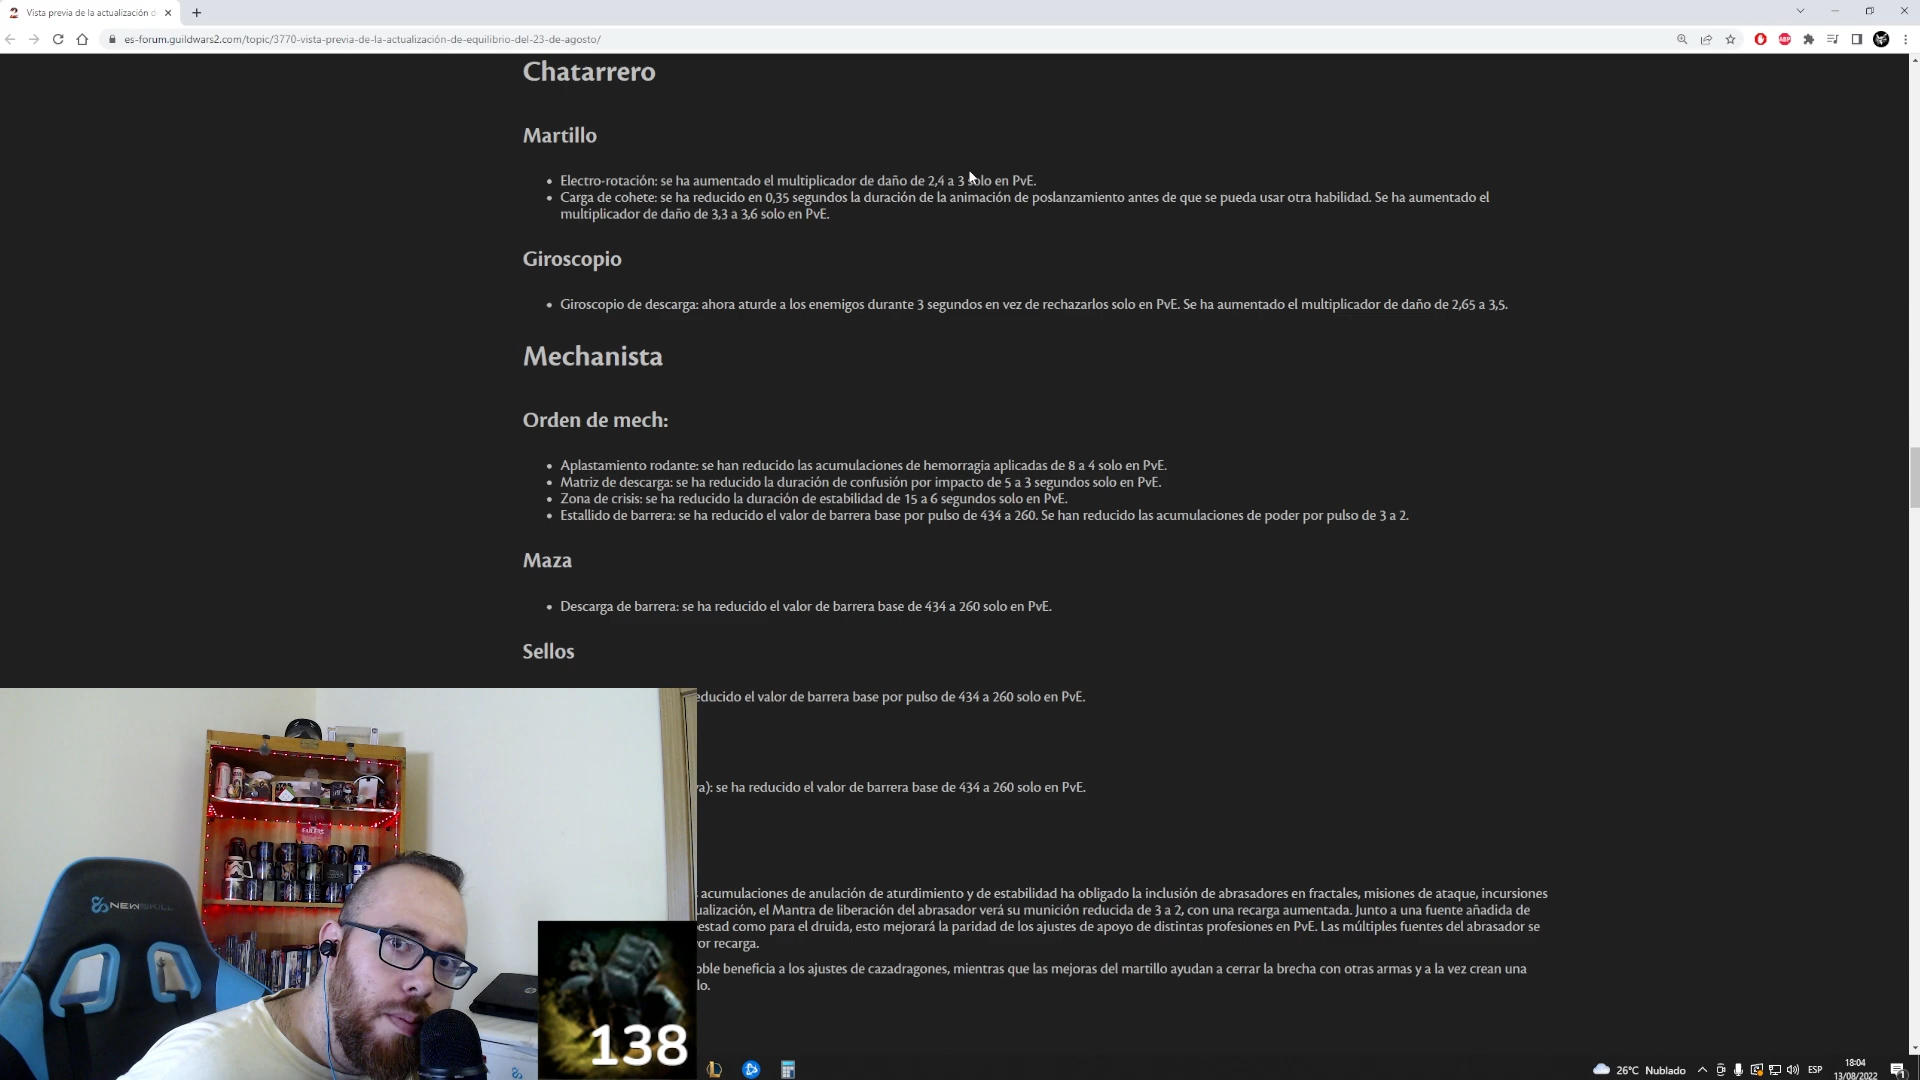 Vista previa de la actualización d
es-forum.guildwars2.com/topic/3770-vista-previa-de-la-actualización-de-equilibrio-del-23-de-agosto/
Chatarrero
Martillo
Electro-rotación: se ha aumentado el multiplicador de daño de 2,4 a 3 solo en PvE.
Carga de cohete: se ha reducido en 0,35 segundos la duración de la animación de poslanzamiento antes de que se pueda usar otra habilidad. Se ha aumentado el
multiplicador de daño de 3,3 a 3,6 solo en PvE.
Giroscopio
Giroscopio de descarga: ahora aturde a los enemigos durante 3 segundos en vez de rechazarlos solo en PvE. Se ha aumentado el multiplicador de daño de 2,65 a 3,5.
Mechanista
Orden de mech:
Aplastamiento rodante: se han reducido las acumulaciones de hemorragia aplicadas de 8 a 4 solo en PvE.
Matriz de descarga: se ha reducido la duración de confusión por impacto de 5 a 3 segundos solo en PvE.
Zona de crisis: se ha reducido la duración de estabilidad de 15 a 6 segundos solo en PvE.
Estallido de barrera: se ha reducido el valor de barrera base por pulso de 434 a 260. Se han reducido las acumulaciones de poder por pulso de 3 a 2.
Maza
Descarga de barrera: se ha reducido el valor de barrera base de 434 a 260 solo en PvE.
Sellos
educido el valor de barrera base por pulso de 434 a 260 solo en PvE.
va): se ha reducido el valor de barrera base de 434 a 260 solo en PvE.
acumulaciones de anulación de aturdimiento y de estabilidad ha obligado la inclusión de abrasadores en fractales, misiones de ataque, incursiones
ualización, el Mantra de liberación del abrasador verá su munición reducida de 3 a 2, con una recarga aumentada. Junto a una fuente añadida de
estad como para el druida, esto mejorará la paridad de los ajustes de apoyo de distintas profesiones en PvE. Las múltiples fuentes del abrasador se
or recarga.
oble beneficia a los ajustes de cazadragones, mientras que las mejoras del martillo ayudan a cerrar la brecha con otras armas y a la vez crean una
lo.
NEWSKILL
138
26°C Nublado
ESP
18:04
13/08/2022
ABP